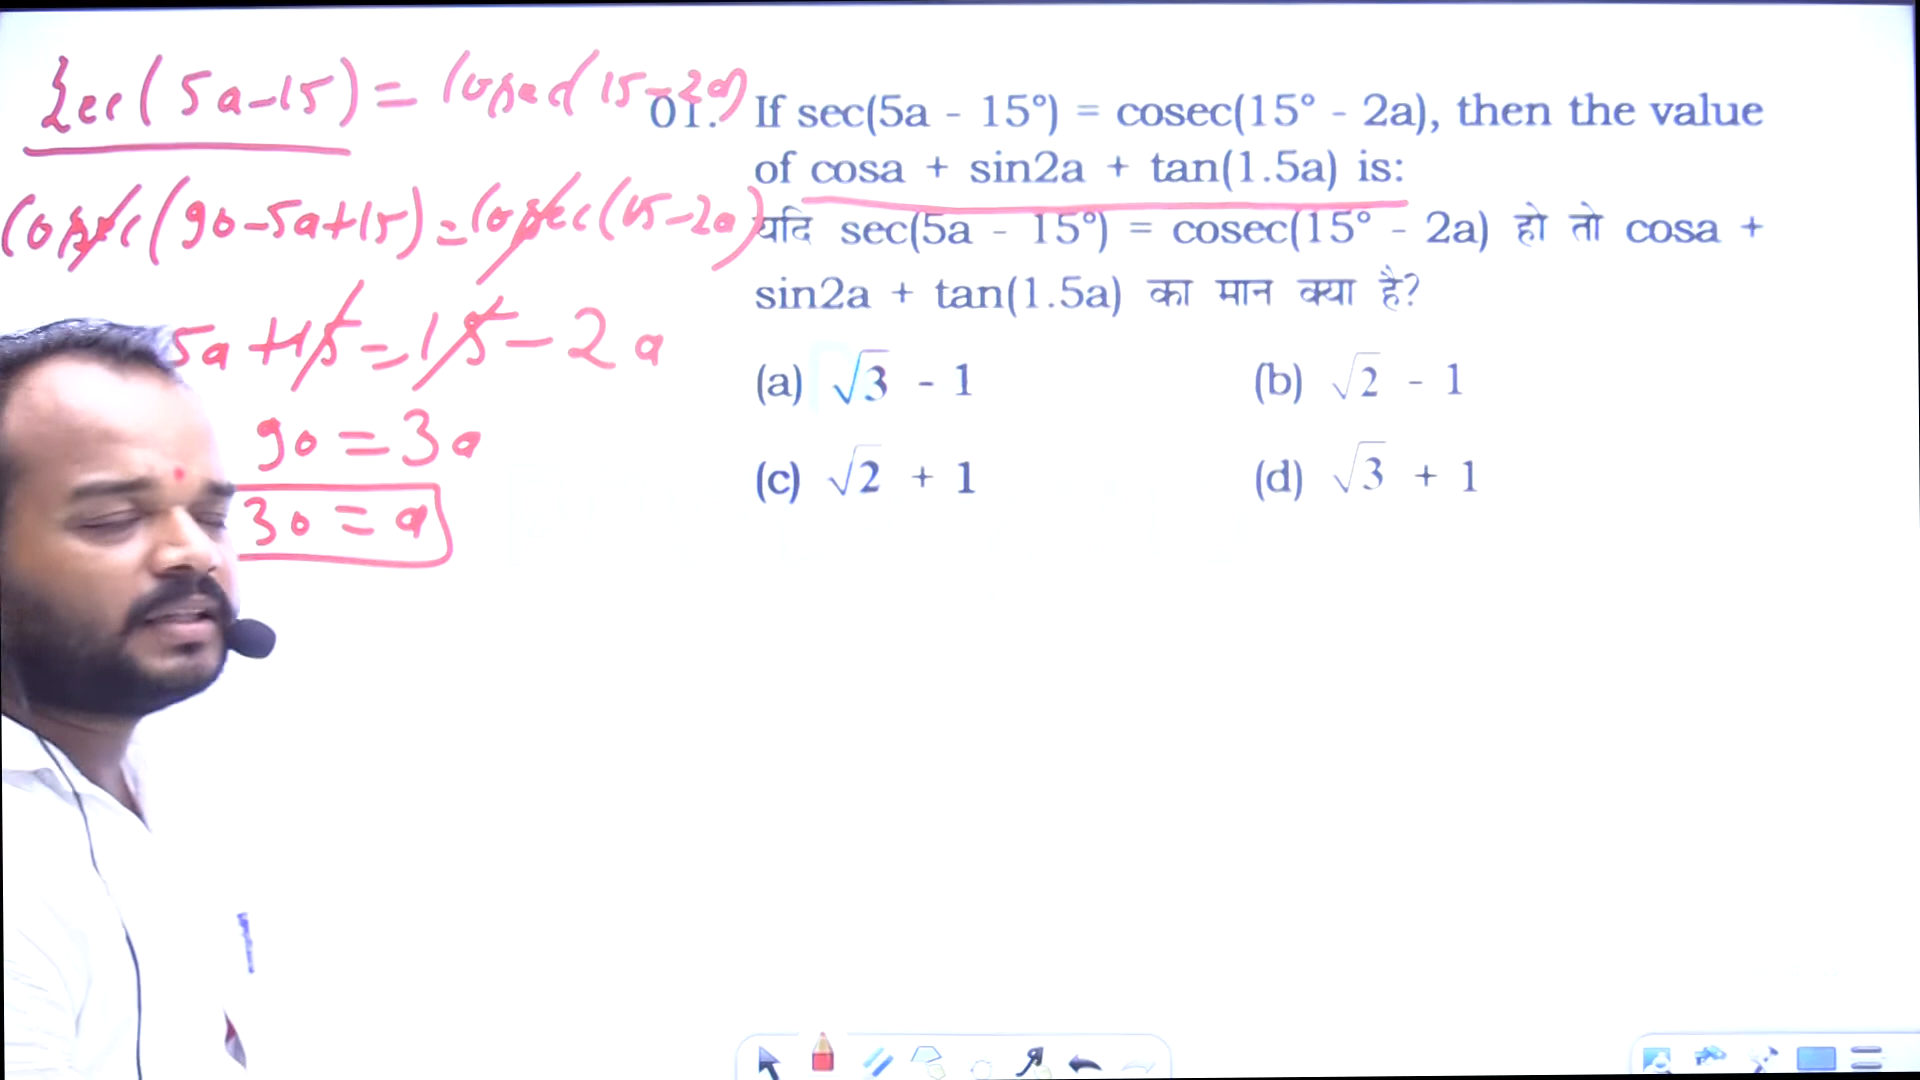 sec(5a-15) = cosec(15-2a)
cosec(90-5a+15) = cosec(15-2a)
5a+15 = 15-2a
90 = 3a
30 = a
01. If sec(5a - 15°) = cosec(15° - 2a), then the value
of cosa + sin2a + tan(1.5a) is:
यदि sec(5a - 15°) = cosec(15° - 2a) हो तो cosa +
sin2a + tan(1.5a) का मान क्या है?
(a) √3 - 1 (b) √2 - 1
(c) √2 + 1 (d) √3 + 1